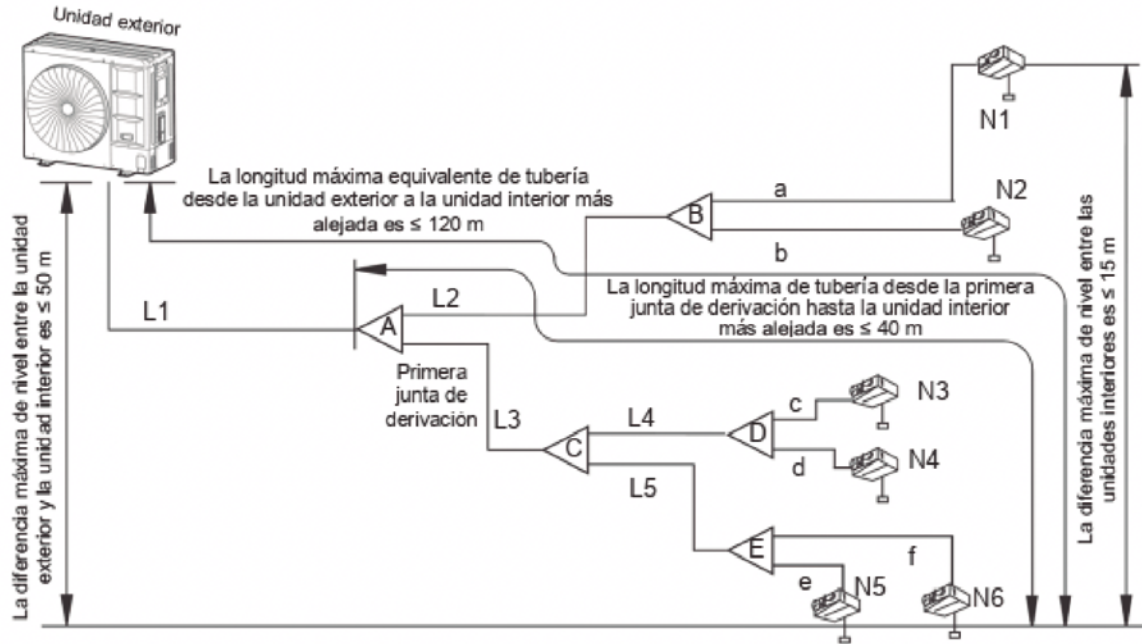 Unidad exterior
La longitud máxima equivalente de tubería
desde la unidad exterior a la unidad interior más
alejada es ≤ 120 m
La diferencia máxima de nivel entre la unidad
exterior y la unidad interior es ≤ 50 m
L1
A
Primera
junta de
derivación
L2
L3
B
a
b
N1
N2
La longitud máxima de tubería desde la primera
junta de derivación hasta la unidad interior
más alejada es ≤ 40 m
C
L4
L5
D
c
d
N3
N4
E
e
f
N5
N6
La diferencia máxima de nivel entre las
unidades interiores es ≤ 15 m